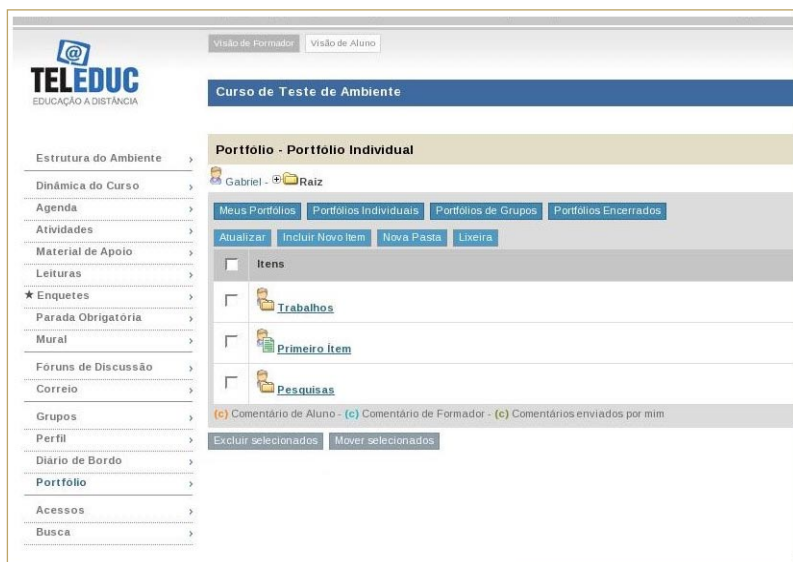 Visão de Formador Visão de Aluno
TELEDUC
EDUCAÇÃO A DISTÂNCIA
Curso de Teste de Ambiente
Estrutura do Ambiente
Dinâmica do Curso
Agenda
Atividades
Material de Apoio
Leituras
★ Enquetes
Parada Obrigatória
Mural
Fóruns de Discussão
Correio
Grupos
Perfil
Diário de Bordo
Portfólio
Acessos
Busca
Portfólio - Portfólio Individual
Gabriel - Raiz
Meus Portfólios Portfólios Individuais Portfólios de Grupos Portfólios Encerrados
Atualizar Incluir Novo Item Nova Pasta Lixeira
Itens
Trabalhos
Primeiro Ítem
Pesquisas
(c) Comentário de Aluno - (c) Comentário de Formador - (c) Comentários enviados por mim
Excluir selecionados Mover selecionados